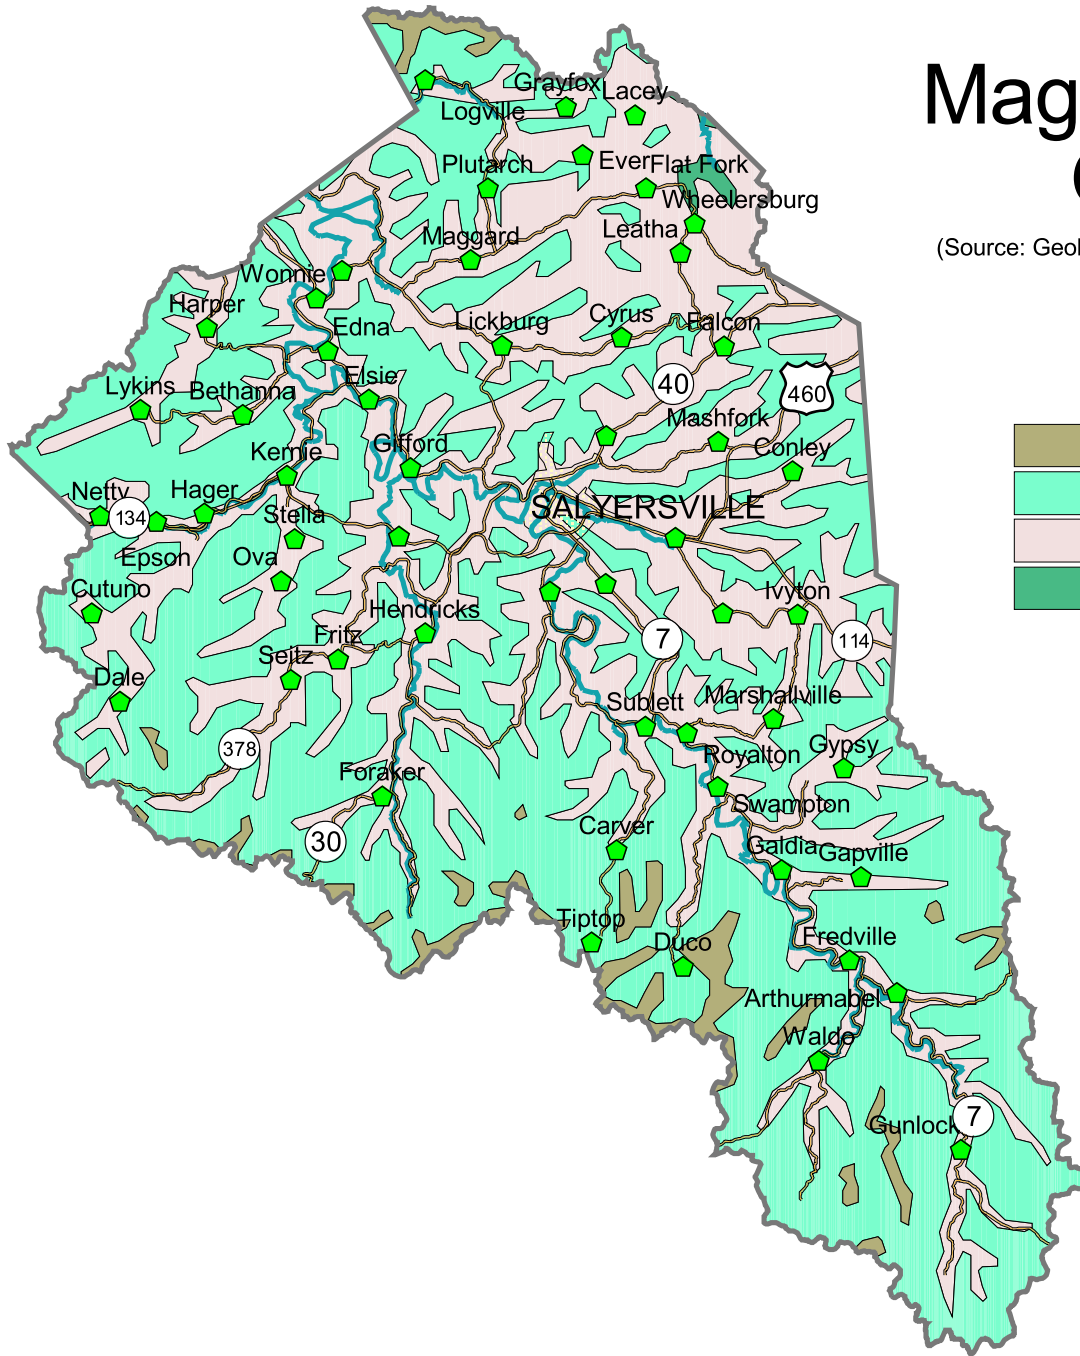 Mag
(Source: Geol
Grayfox
Lacey
Logville
Plutarch
Ever
Flat Fork
Wheelersburg
Leatha
Maggard
Wonnie
Harper
Edna
Lickburg
Cyrus
Falcon
Lykins
Bethanna
Elsie
40
460
Mashfork
Gifford
Conley
Kernie
Netty
134
Hager
Stella
SALYERSVILLE
Epson
Ova
Cutuno
Hendricks
Ivyton
Fritz
7
114
Seitz
Dale
Sublett
Marshallville
378
Royalton
Gypsy
Foraker
Swampton
30
Carver
Galdia
Gapville
Tiptop
Duco
Fredville
Arthurmabel
Waldo
Gunlock
7